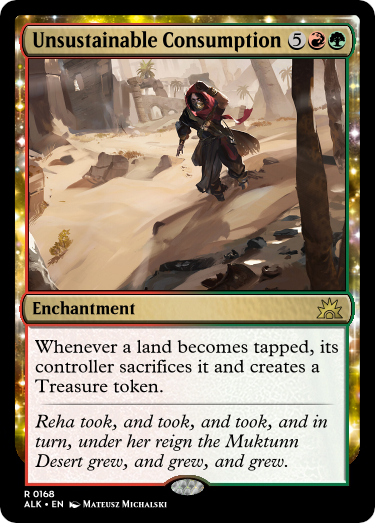 Unsustainable Consumption 5
Enchantment
Whenever a land becomes tapped, its
controller sacrifices it and creates a
Treasure token.
Reha took, and took, and took, and in
turn, under her reign the Muktunn
Desert grew, and grew, and grew.
R 0168
ALK • EN Mateusz Michalski